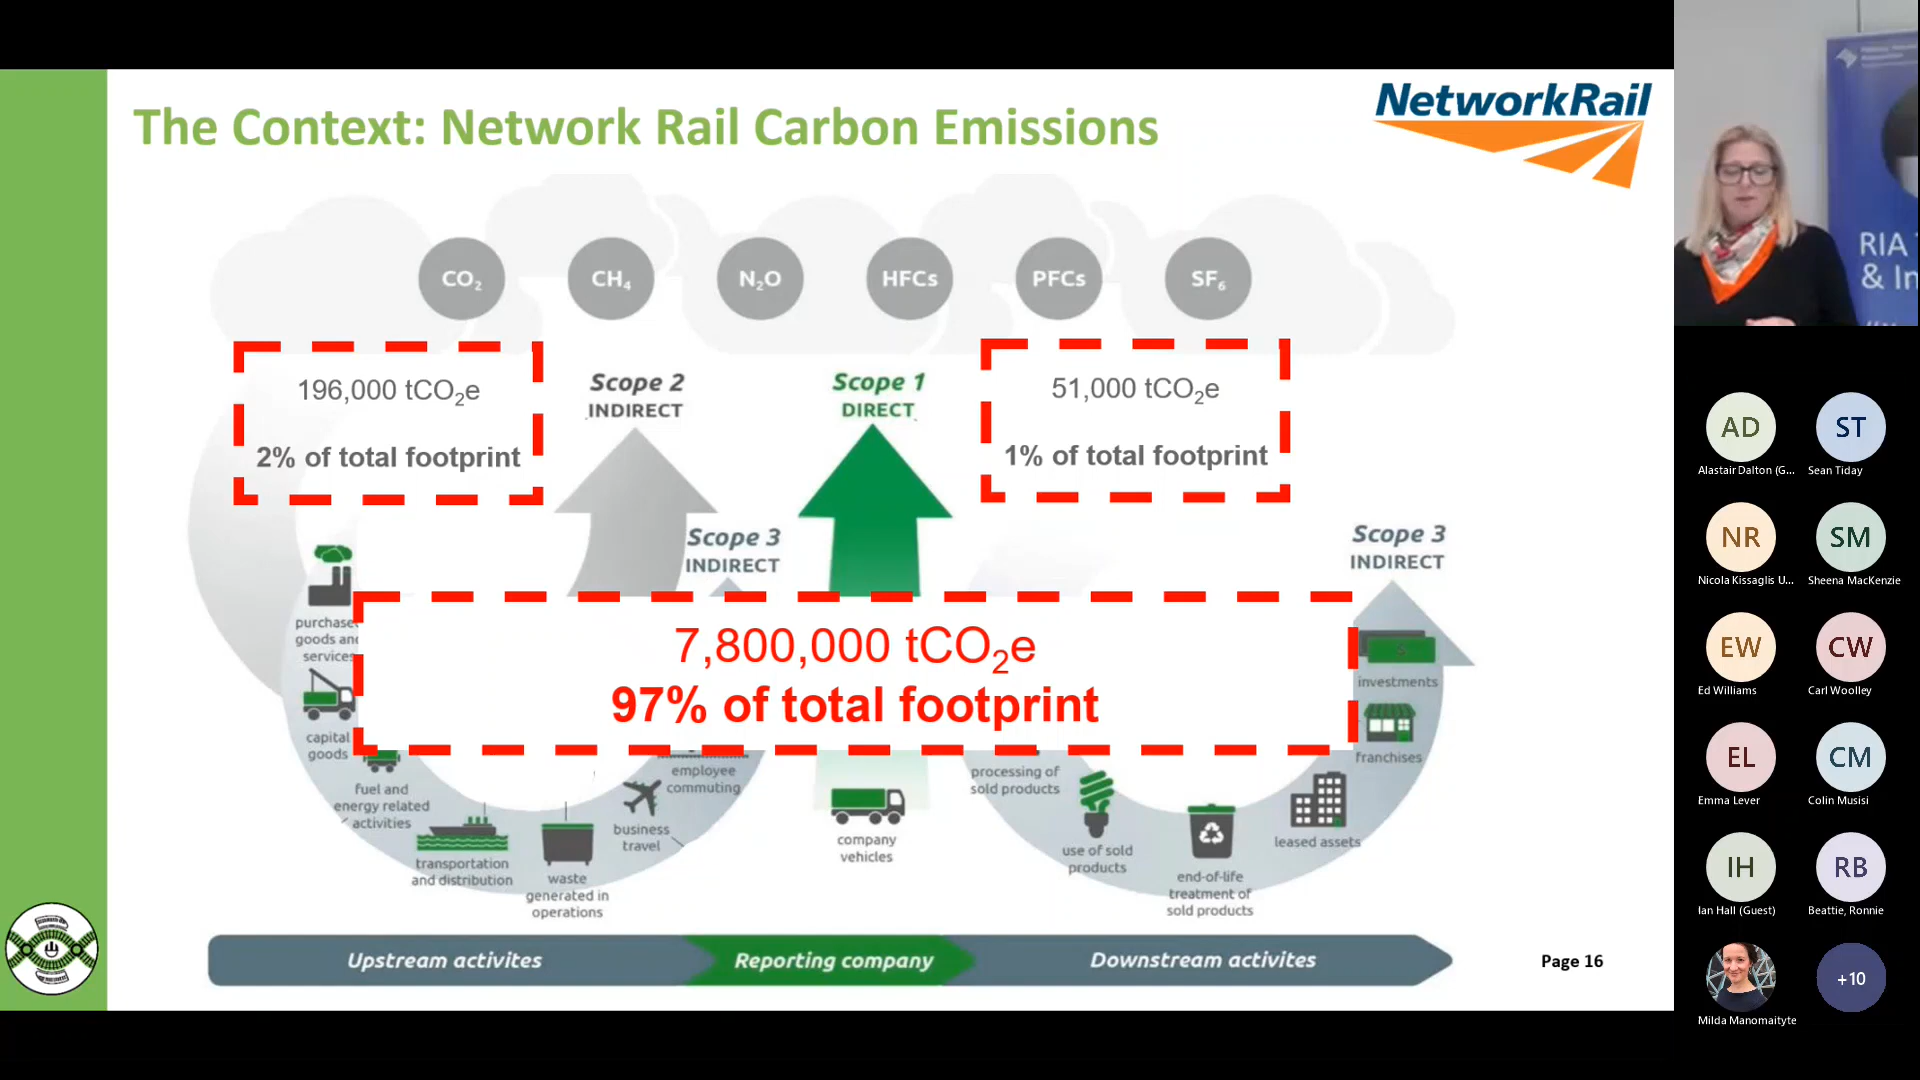 The Context: Network Rail Carbon Emissions
NetworkRail
CO₂
CH₄
N₂O
HFCs
PFCs
SF₆
196,000 tCO₂e
2% of total footprint
Scope 2
INDIRECT
Scope 1
DIRECT
51,000 tCO₂e
1% of total footprint
Scope 3
INDIRECT
Scope 3
INDIRECT
7,800,000 tCO₂e
97% of total footprint
purchase
goods and
services
capital
goods
fuel and
energy related
activities
transportation
and distribution
waste
generated in
operations
business
travel
employee
commuting
company
vehicles
processing of
sold products
use of sold
products
end-of-life
treatment of
sold products
leased assets
franchises
investments
Upstream activites
Reporting company
Downstream activites
Page 16
RIA
& In
AD
Alastair Dalton (G...
ST
Sean Tiday
NR
Nicola Kissaglis U...
SM
Sheena MacKenzie
EW
Ed Williams
CW
Carl Woolley
EL
Emma Lever
CM
Colin Musisi
IH
Ian Hall (Guest)
RB
Beattie, Ronnie
Milda Manomaityte
+10